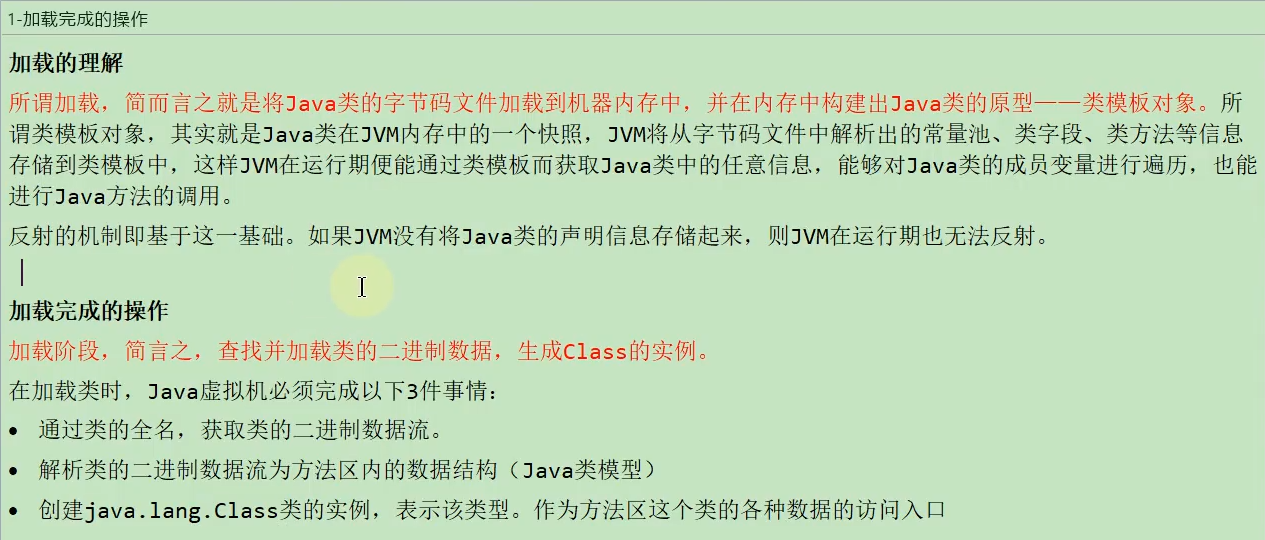 1-加载完成的操作
加载的理解
所谓加载，简而言之就是将Java类的字节码文件加载到机器内存中，并在内存中构建出Java类的原型——类模板对象。所
谓类模板对象，其实就是Java类在JVM内存中的一个快照，JVM将从字节码文件中解析出的常量池、类字段、类方法等信息
存储到类模板中，这样JVM在运行期便能通过类模板而获取Java类中的任意信息，能够对Java类的成员变量进行遍历，也能
进行Java方法的调用。
反射的机制即基于这一基础。如果JVM没有将Java类的声明信息存储起来，则JVM在运行期也无法反射。
加载完成的操作
加载阶段，简言之，查找并加载类的二进制数据，生成Class的实例。
在加载类时，Java虚拟机必须完成以下3件事情：
• 通过类的全名，获取类的二进制数据流。
• 解析类的二进制数据流为方法区内的数据结构（Java类模型）
• 创建java.lang.Class类的实例，表示该类型。作为方法区这个类的各种数据的访问入口